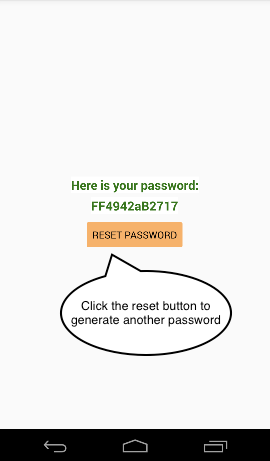 Here is your password:
FF4942aB2717
RESET PASSWORD
Click the reset button to
generate another password